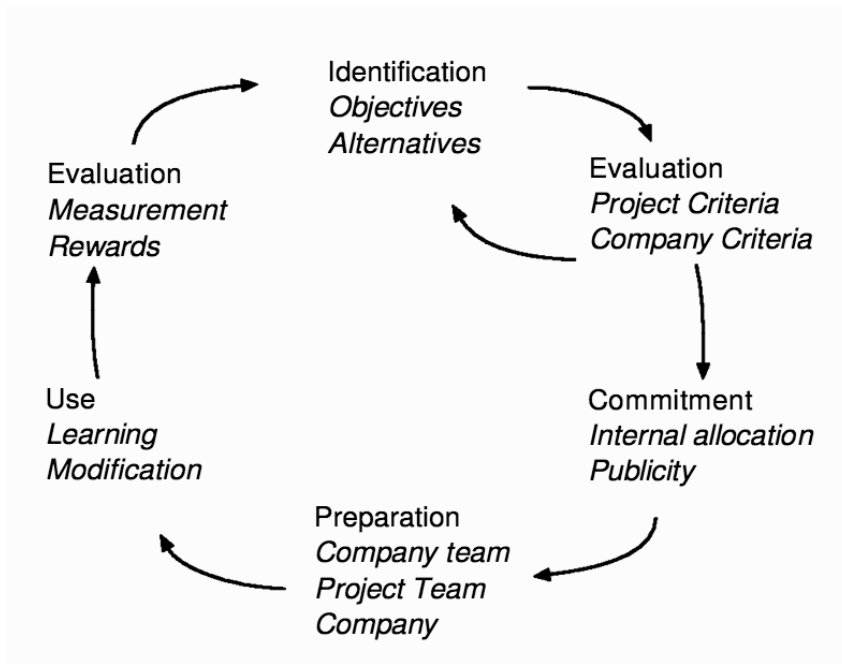 Identification
Objectives
Alternatives
Evaluation
Project Criteria
Company Criteria
Commitment
Internal allocation
Publicity
Preparation
Company team
Project Team
Company
Use
Learning
Modification
Evaluation
Measurement
Rewards